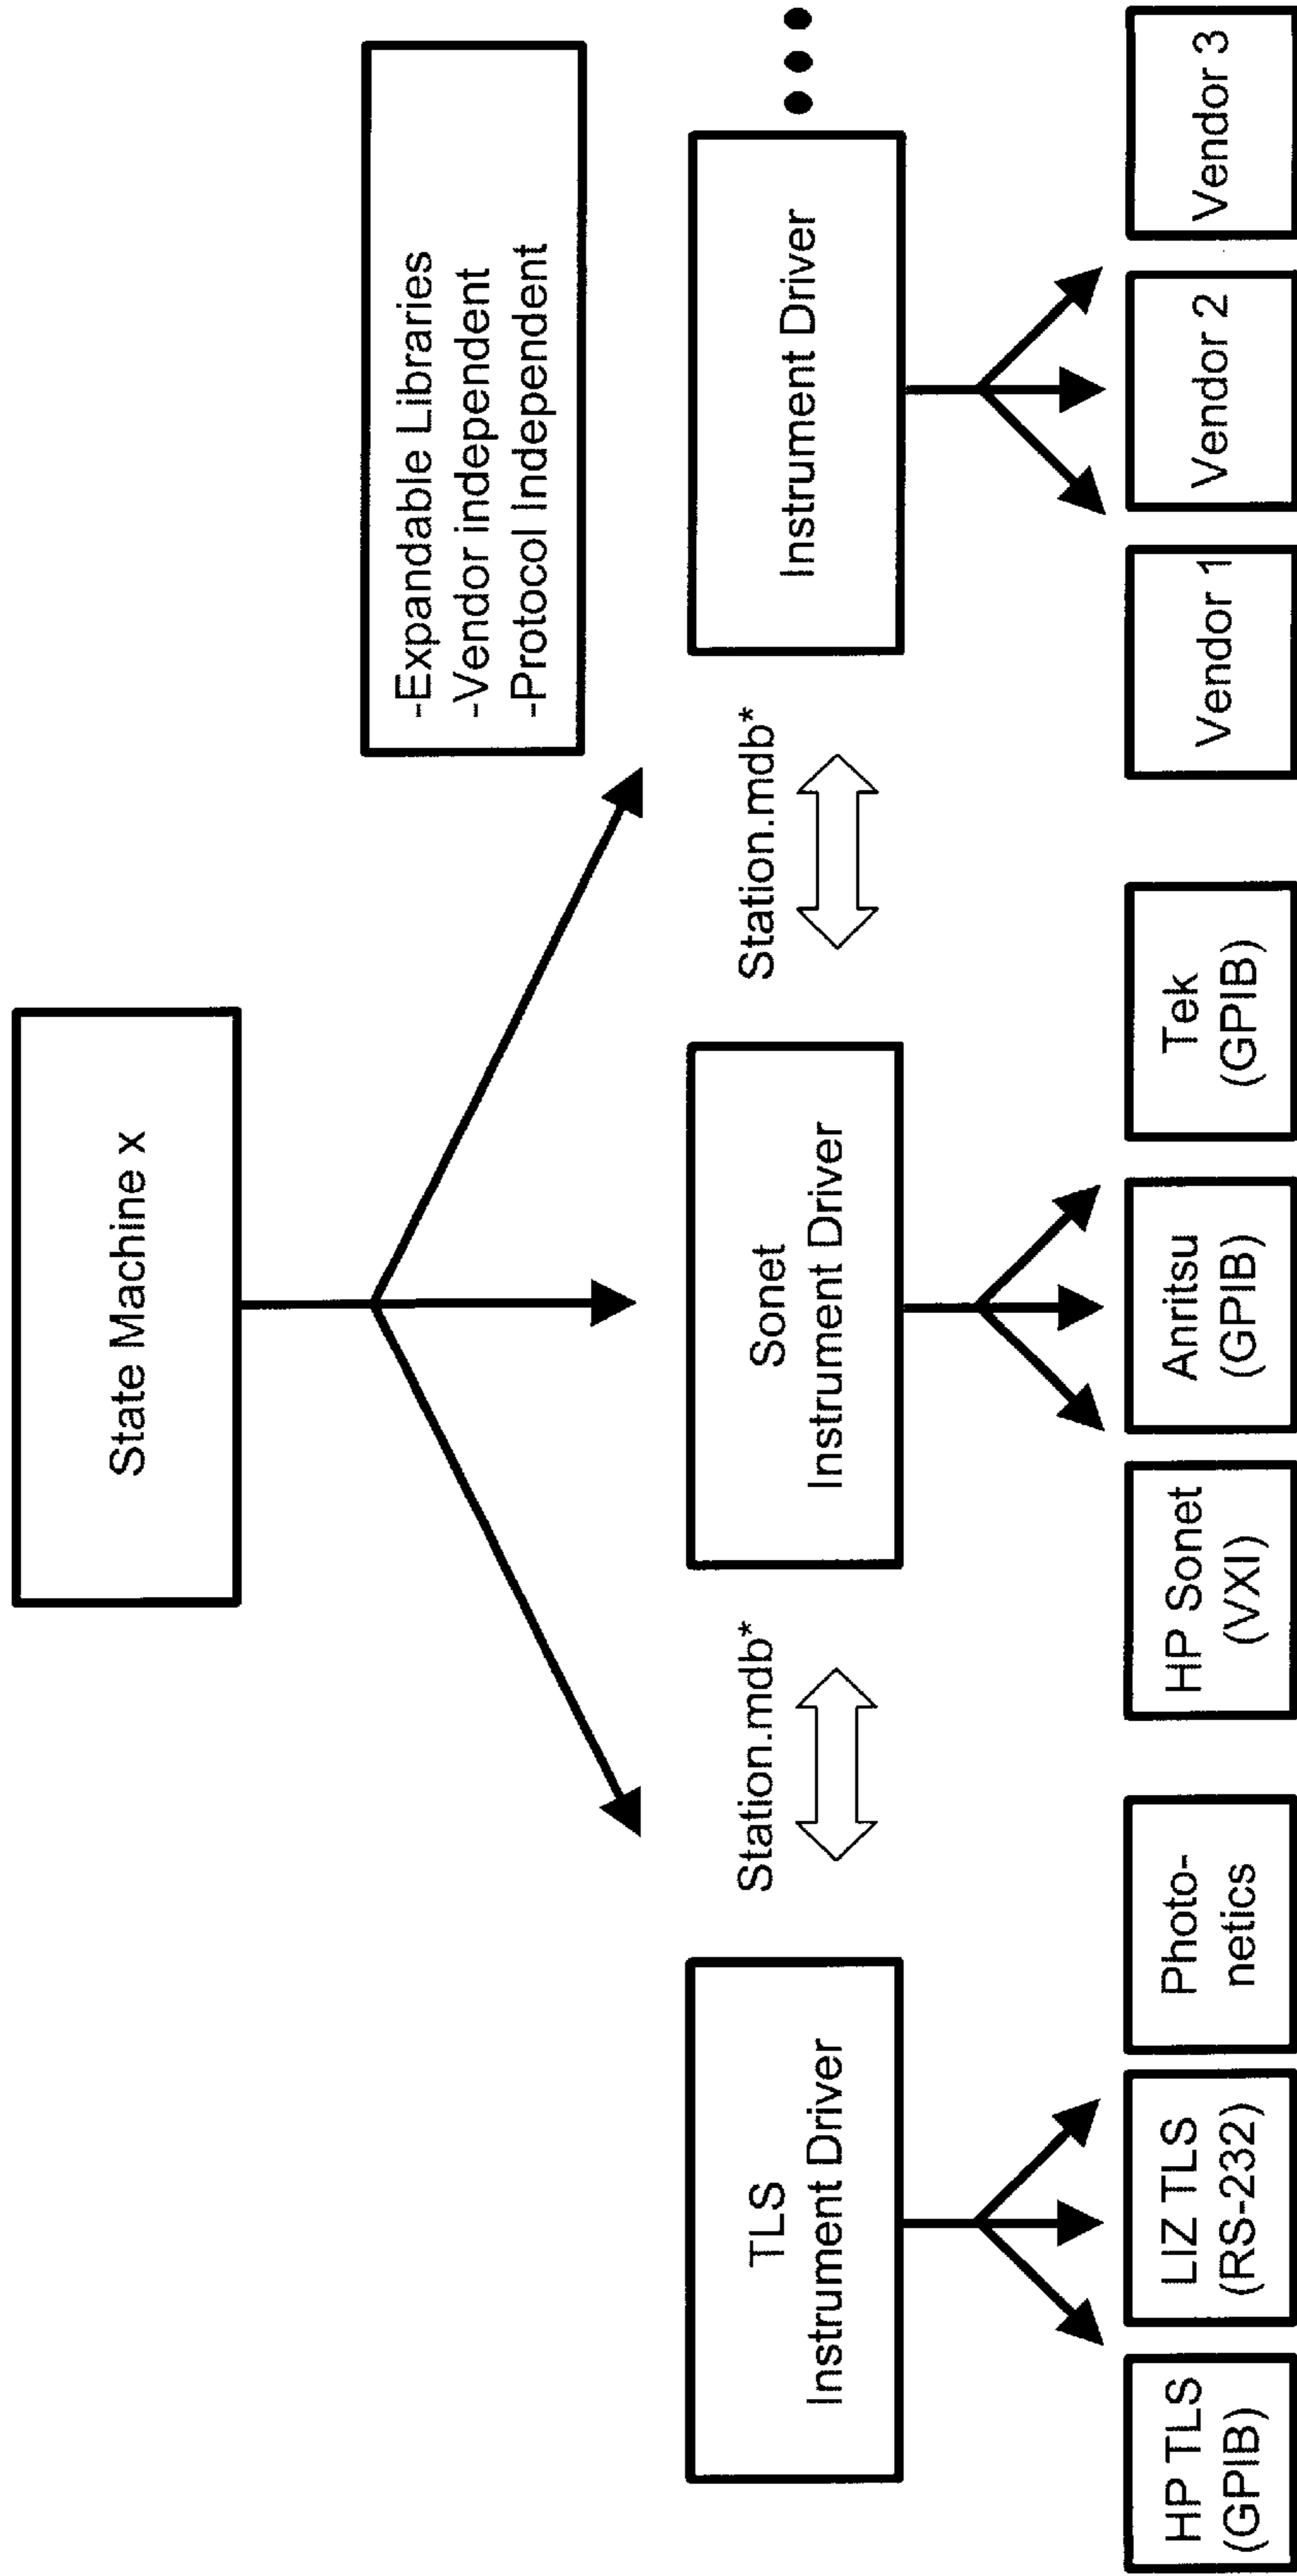 State Machine x
-Expandable Libraries
-Vendor independent
-Protocol Independent
TLS
Instrument Driver
Station.mdb*
Sonet
Instrument Driver
Station.mdb*
Instrument Driver
HP TLS
(GPIB)
LIZ TLS
(RS-232)
Photo-
netics
HP Sonet
(VXI)
Anritsu
(GPIB)
Tek
(GPIB)
Vendor 1
Vendor 2
Vendor 3